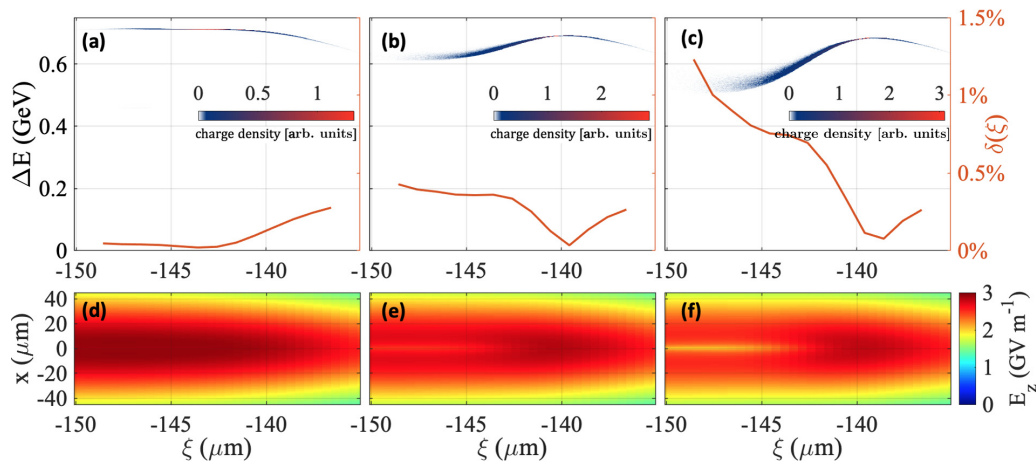 (a)
(b)
(c)
1.5%
0.6
0.4
0.2
0
ΔE (GeV)
0 0.5 1
charge density [arb. units]
0 1 2
charge density [arb. units]
0 1 2 3
charge density [arb. units]
1%
0.5%
0%
δ(ξ)
-150 -145 -140
-150 -145 -140
-150 -145 -140
(d)
(e)
(f)
40
20
0
-20
-40
x (μm)
3
2
1
0
E_z (GV m⁻¹)
-150 -145 -140
-150 -145 -140
-150 -145 -140
ξ (μm)
ξ (μm)
ξ (μm)